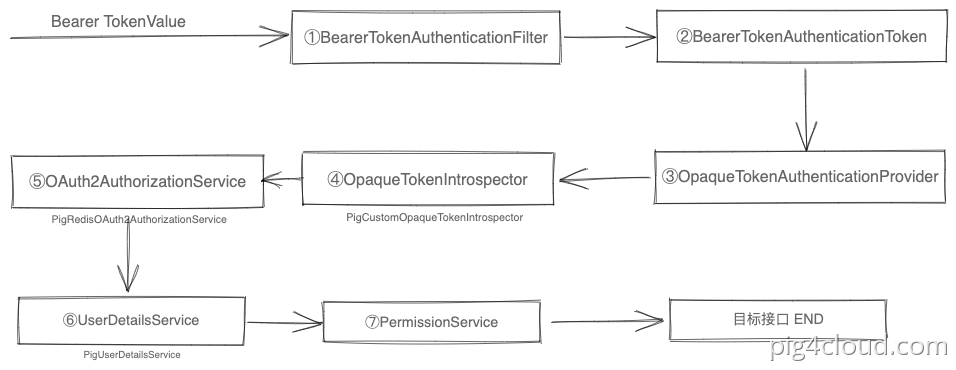 Bearer TokenValue
①BearerTokenAuthenticationFilter
②BearerTokenAuthenticationToken
③OpaqueTokenAuthenticationProvider
④OpaqueTokenIntrospector
PigCustomOpaqueTokenIntrospector
⑤OAuth2AuthorizationService
PigRedisOAuth2AuthorizationService
⑥UserDetailsService
PigUserDetailsService
⑦PermissionService
目标接口 END
pig4cloud.com